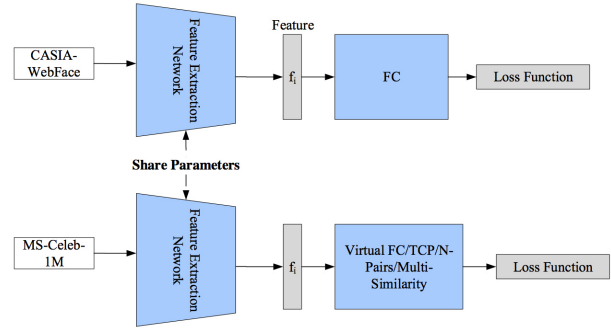 CASIA-
WebFace
Feature Extraction
Network
Feature
fi
FC
Loss Function
Share Parameters
MS-Celeb-
1M
Feature Extraction
Network
fi
Virtual FC/TCP/N-
Pairs/Multi-
Similarity
Loss Function